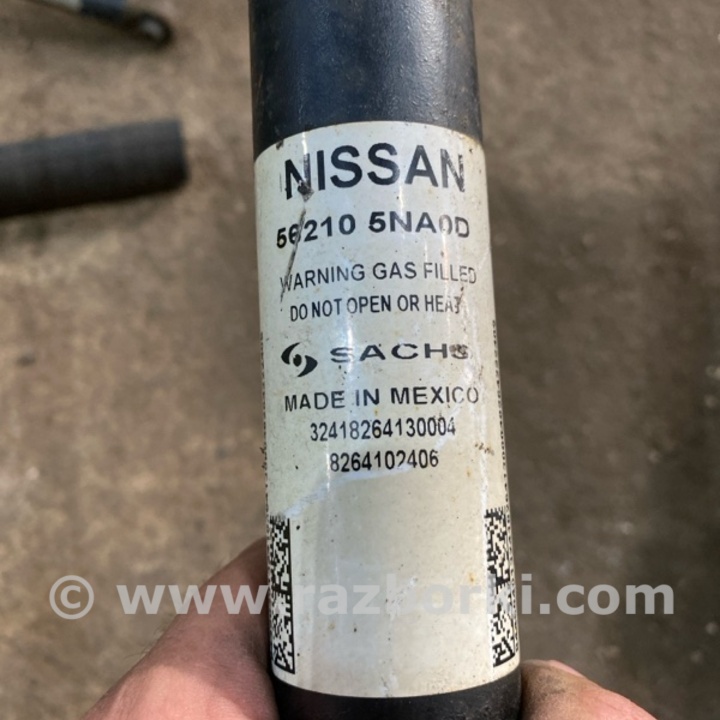 NISSAN
56210 5NA0D
WARNING GAS FILLED
DO NOT OPEN OR HEAT
SACHS
MADE IN MEXICO
32418264130004
8264102406
© www.razborki.com